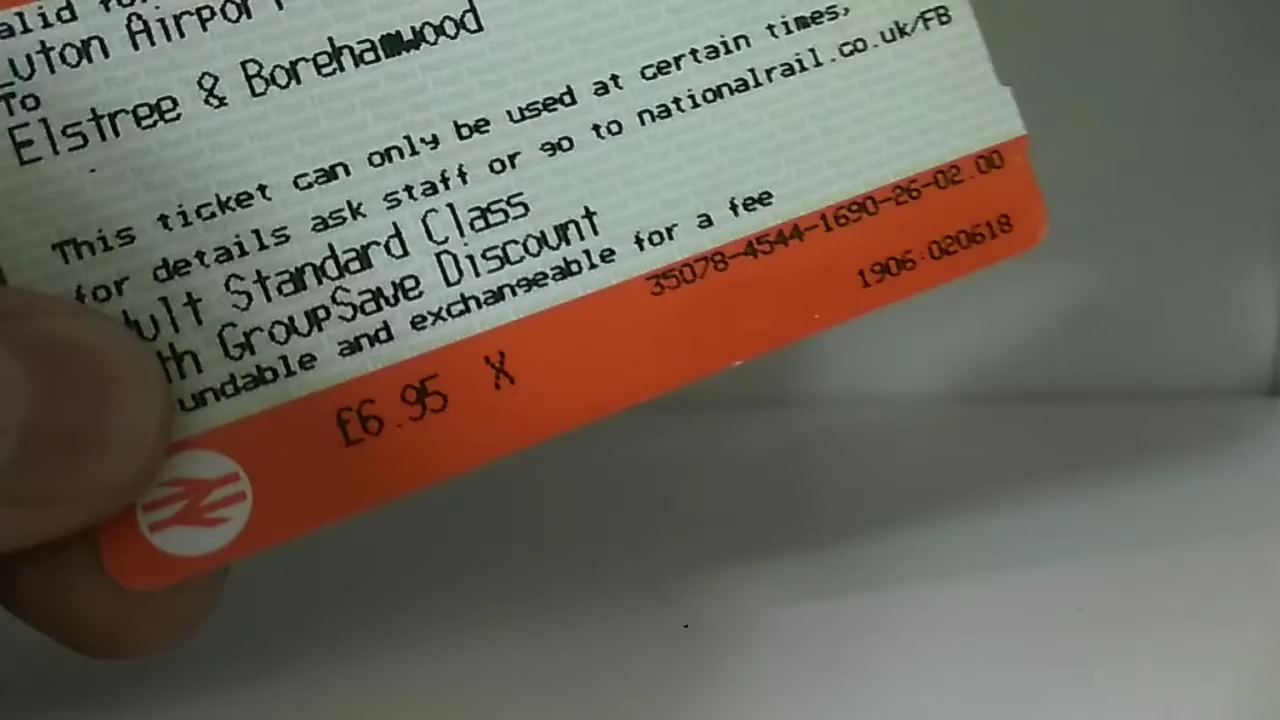 Luton Airpor
To
Elstree & Borehamwood
This ticket can only be used at certain times,
for details ask staff or go to nationalrail.co.uk/FB
Standard Class
GroupSave Discount
and exchangeable for a fee
35078-4544-1690-26-02.00
£6.95 X
1906:020618